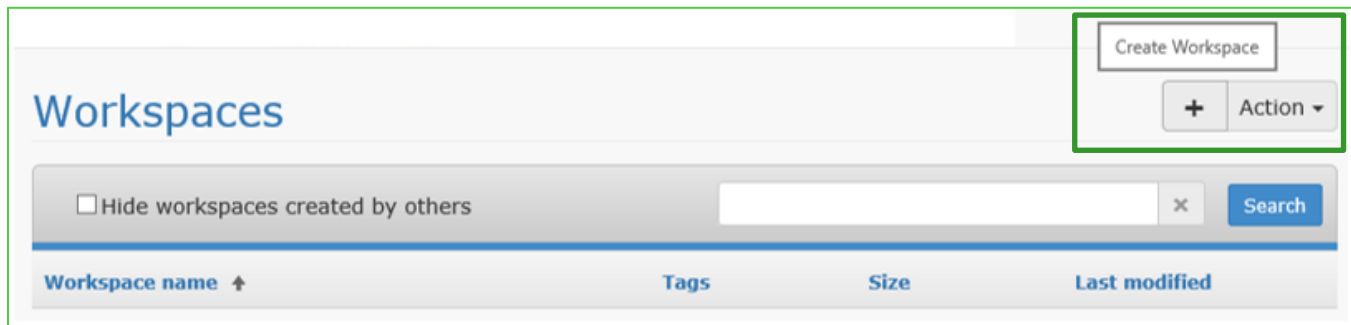 Create Workspace
Workspaces
+ Action
Hide workspaces created by others
× Search
Workspace name Tags Size Last modified